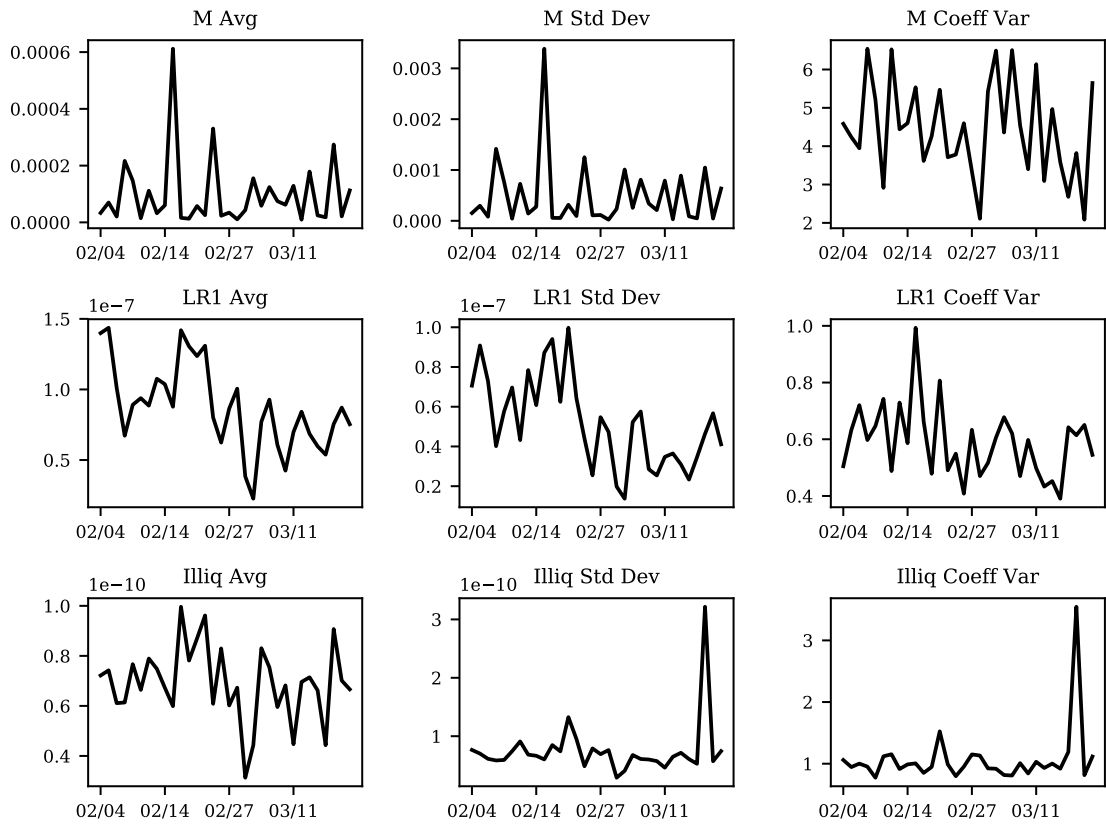 M Avg
0.0006
0.0004
0.0002
0.0000
02/04 02/14 02/27 03/11
M Std Dev
0.003
0.002
0.001
0.000
02/04 02/14 02/27 03/11
M Coeff Var
6
5
4
3
2
02/04 02/14 02/27 03/11
LR1 Avg
1e−7
1.5
1.0
0.5
02/04 02/14 02/27 03/11
LR1 Std Dev
1e−7
1.0
0.8
0.6
0.4
0.2
02/04 02/14 02/27 03/11
LR1 Coeff Var
1.0
0.8
0.6
0.4
02/04 02/14 02/27 03/11
Illiq Avg
1e−10
1.0
0.8
0.6
0.4
02/04 02/14 02/27 03/11
Illiq Std Dev
1e−10
3
2
1
02/04 02/14 02/27 03/11
Illiq Coeff Var
3
2
1
02/04 02/14 02/27 03/11